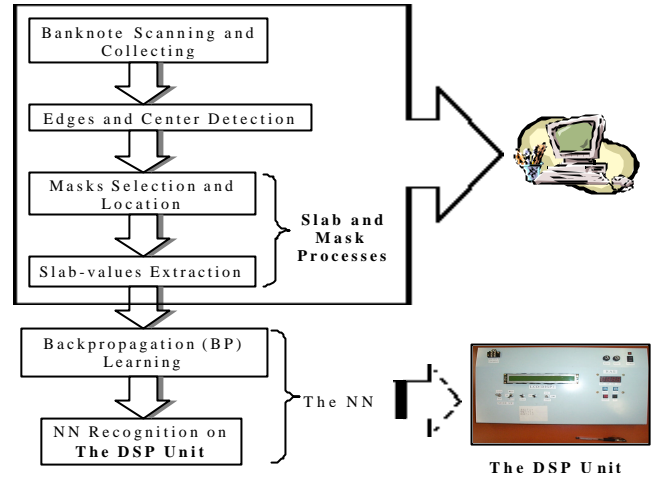 Banknote Scanning and
Collecting
Edges and Center Detection
Masks Selection and
Location
Slab and
Mask
Processes
Slab-values Extraction
Backpropagation (BP)
Learning
The NN
NN Recognition on
The DSP Unit
The DSP Unit